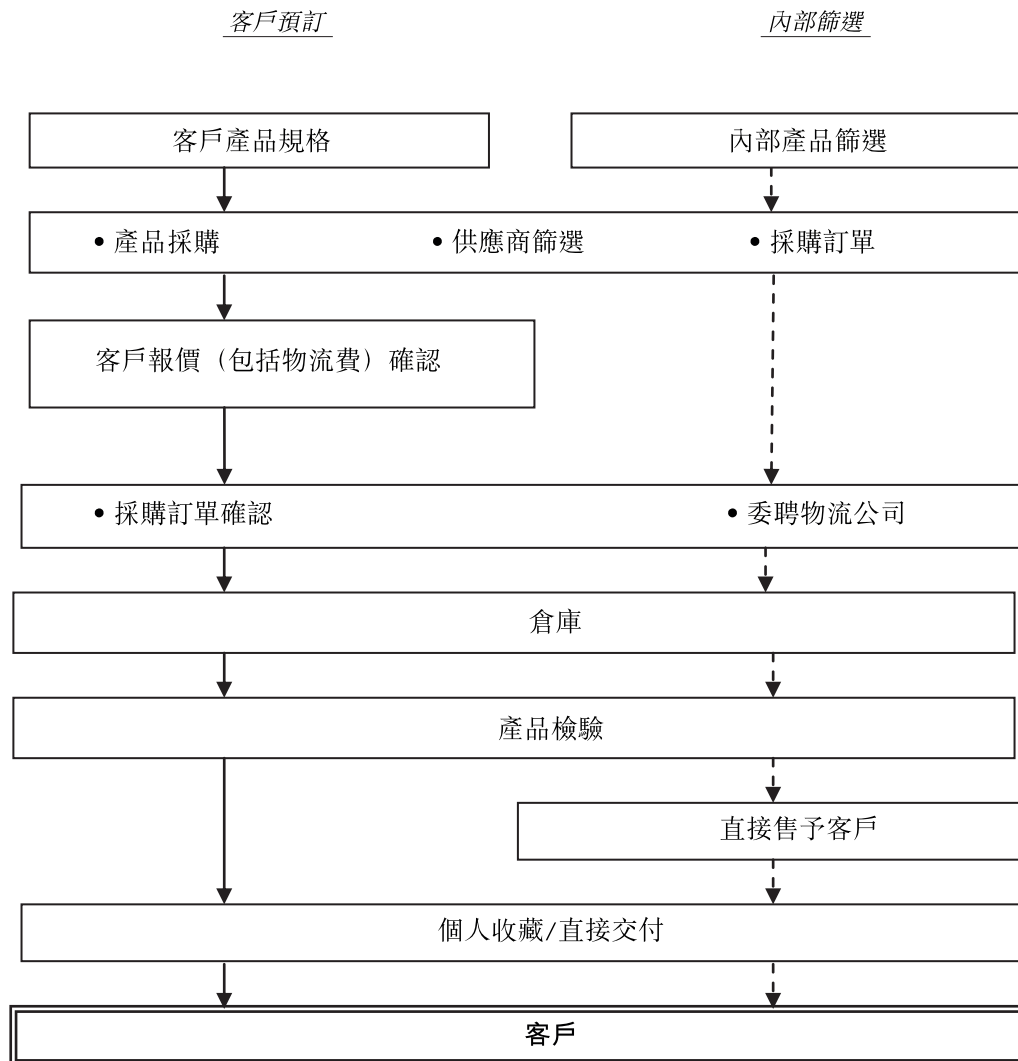 客戶預訂 內部篩選
客戶產品規格 內部產品篩選
• 產品採購 • 供應商篩選 • 採購訂單
客戶報價（包括物流費）確認
• 採購訂單確認 • 委聘物流公司
倉庫
產品檢驗
直接售予客戶
個人收藏/直接交付
客戶